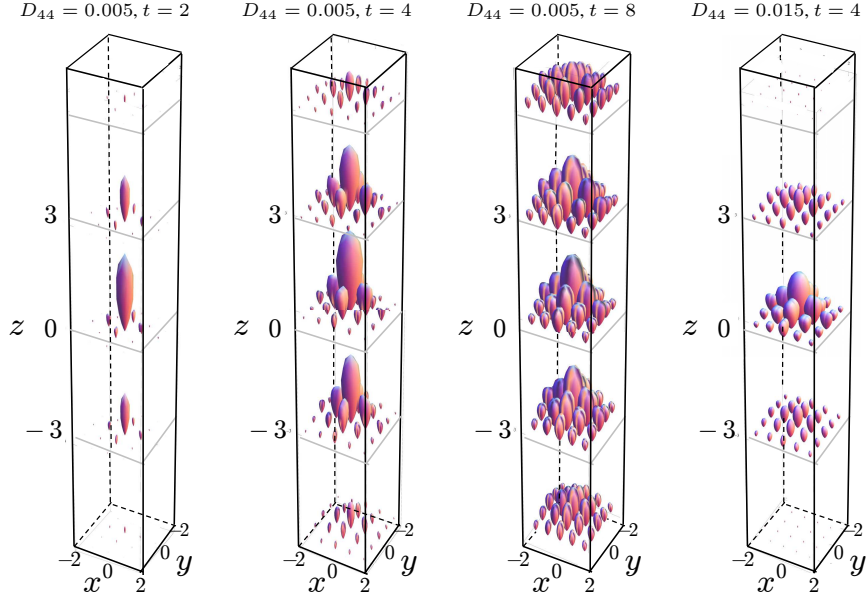 D₄₄ = 0.005, t = 2
D₄₄ = 0.005, t = 4
D₄₄ = 0.005, t = 8
D₄₄ = 0.015, t = 4
3
z 0
−3
−2
x 0
2
−2
0
y
3
z 0
−3
−2
x 0
2
−2
0
y
3
z 0
−3
−2
x 0
2
−2
0
y
3
z 0
−3
−2
x 0
2
−2
0
y